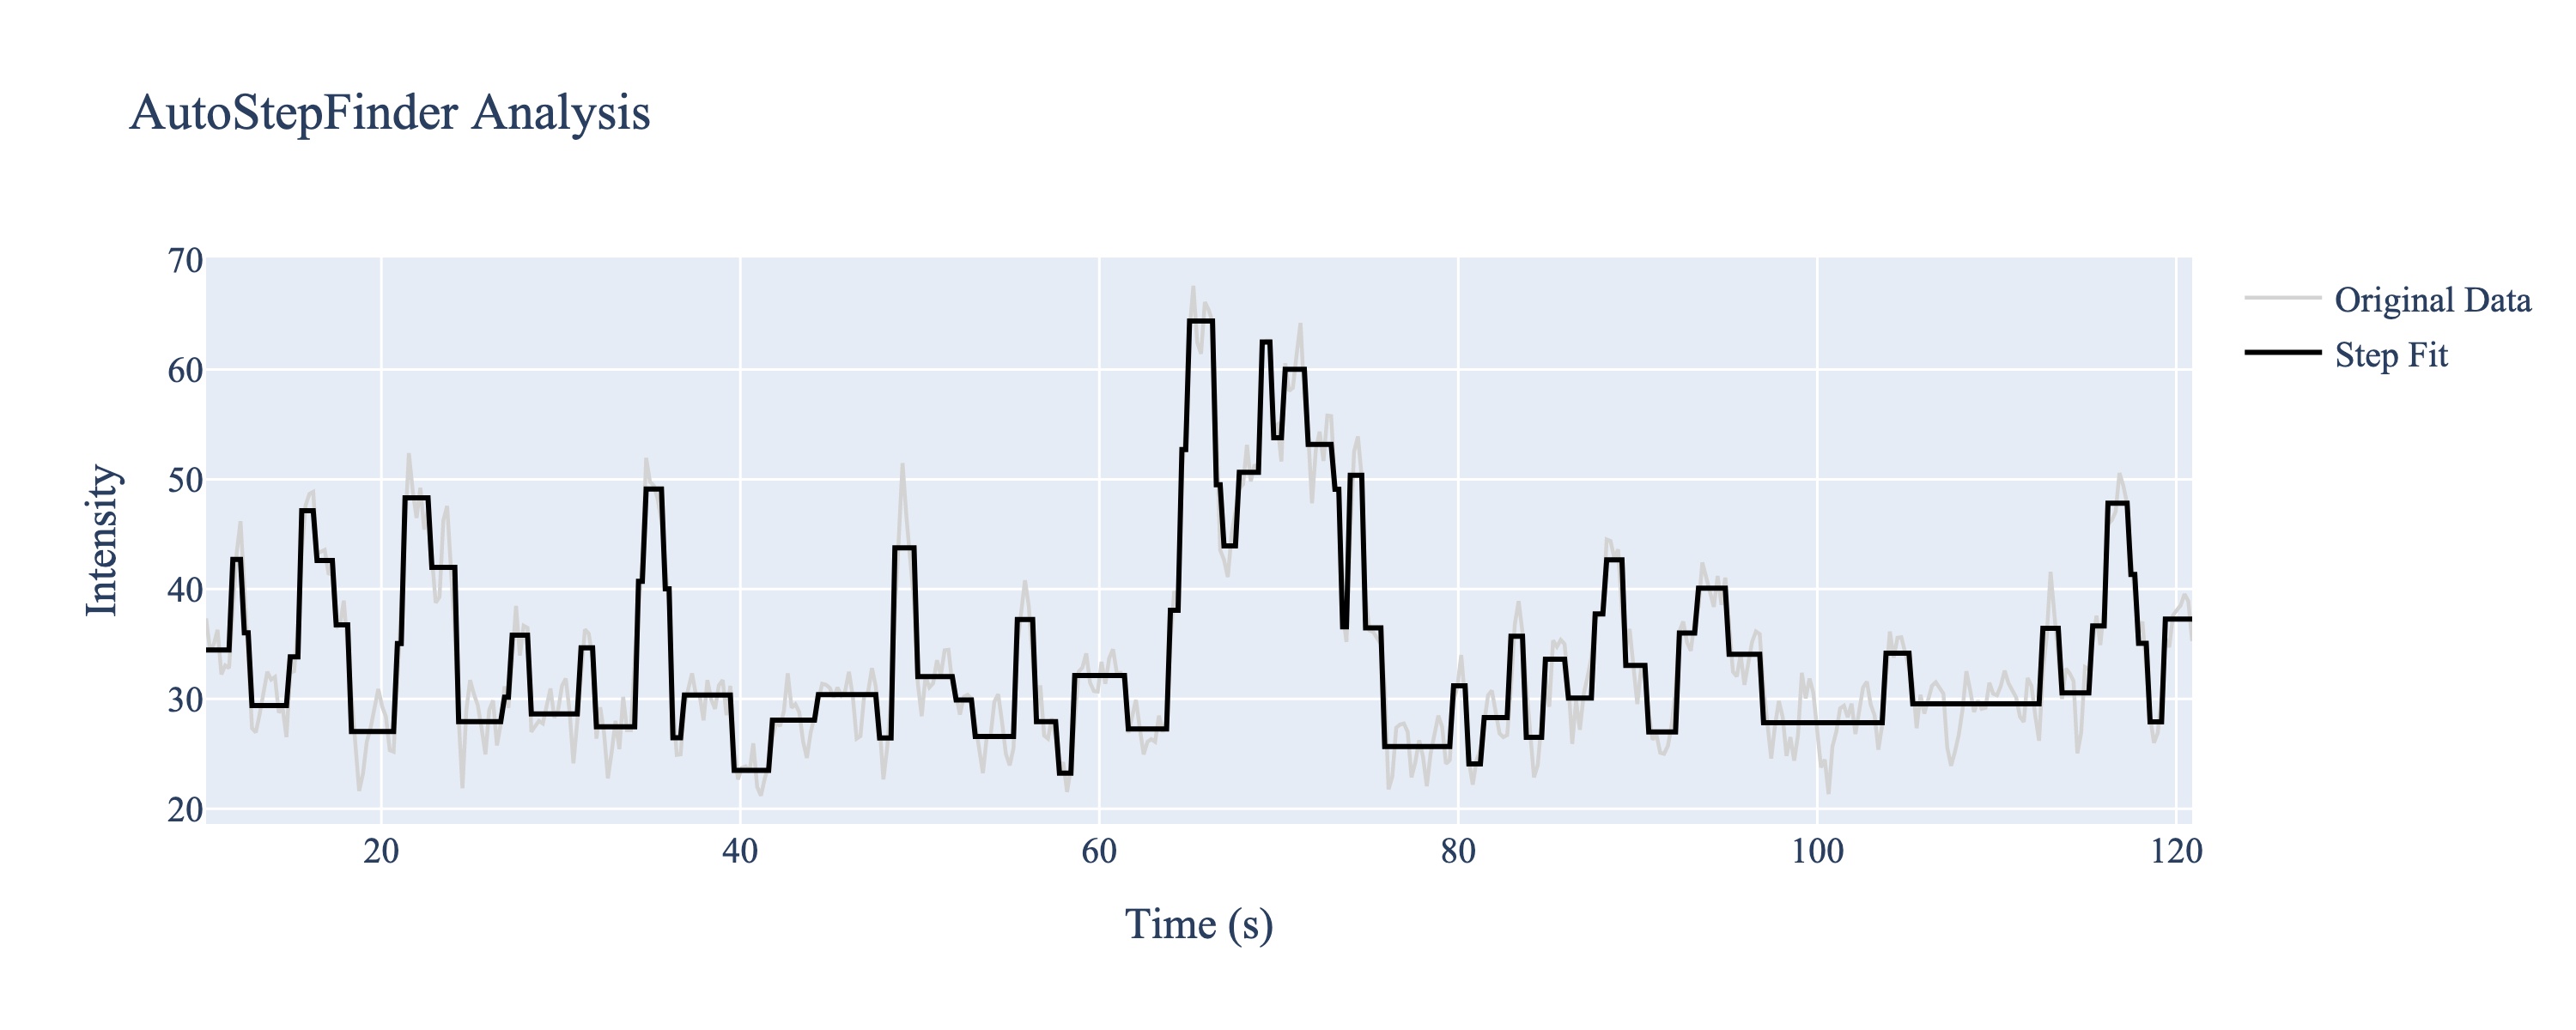 AutoStepFinder Analysis
70
60
50
40
30
20
Intensity
20 40 60 80 100 120
Time (s)
Original Data
Step Fit